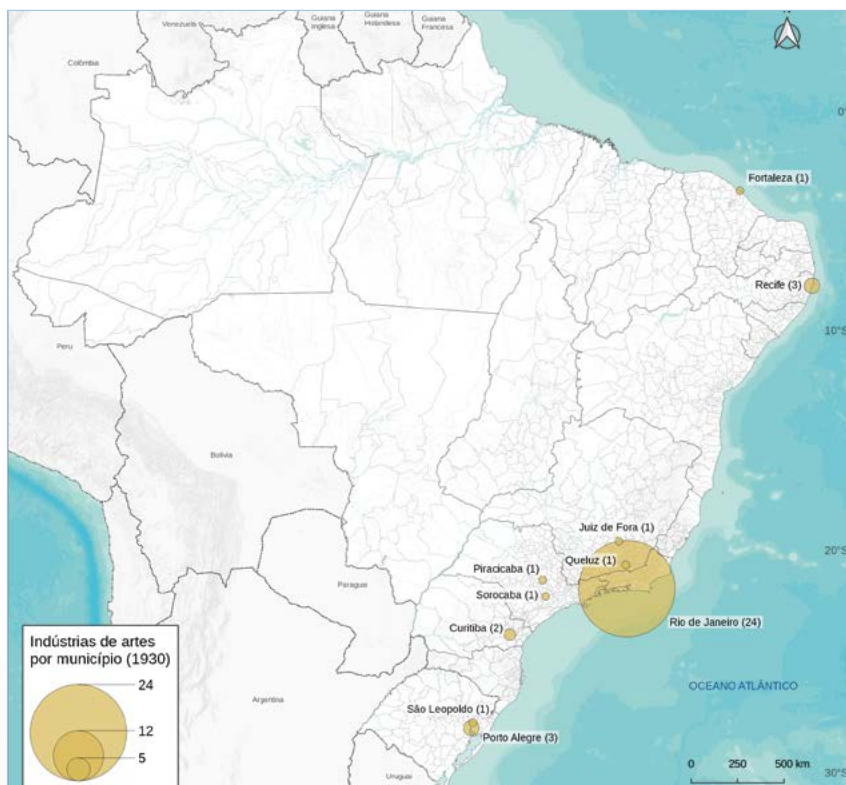 Venezuela
Guiana
Inglesa
Guiana
Holandesa
Guiana
Francesa
N
Colômbia
0°
Fortaleza (1)
Recife (3)
10°S
Peru
Bolívia
Juiz de Fora (1)
20°S
Queluz (1)
Piracicaba (1)
Sorocaba (1)
Paraguai
Rio de Janeiro (24)
Curitiba (2)
Indústrias de artes
por município (1930)
24
12
5
OCEANO ATLÂNTICO
Argentina
São Leopoldo (1)
Porto Alegre (3)
Uruguai
0 250 500 km
30°S